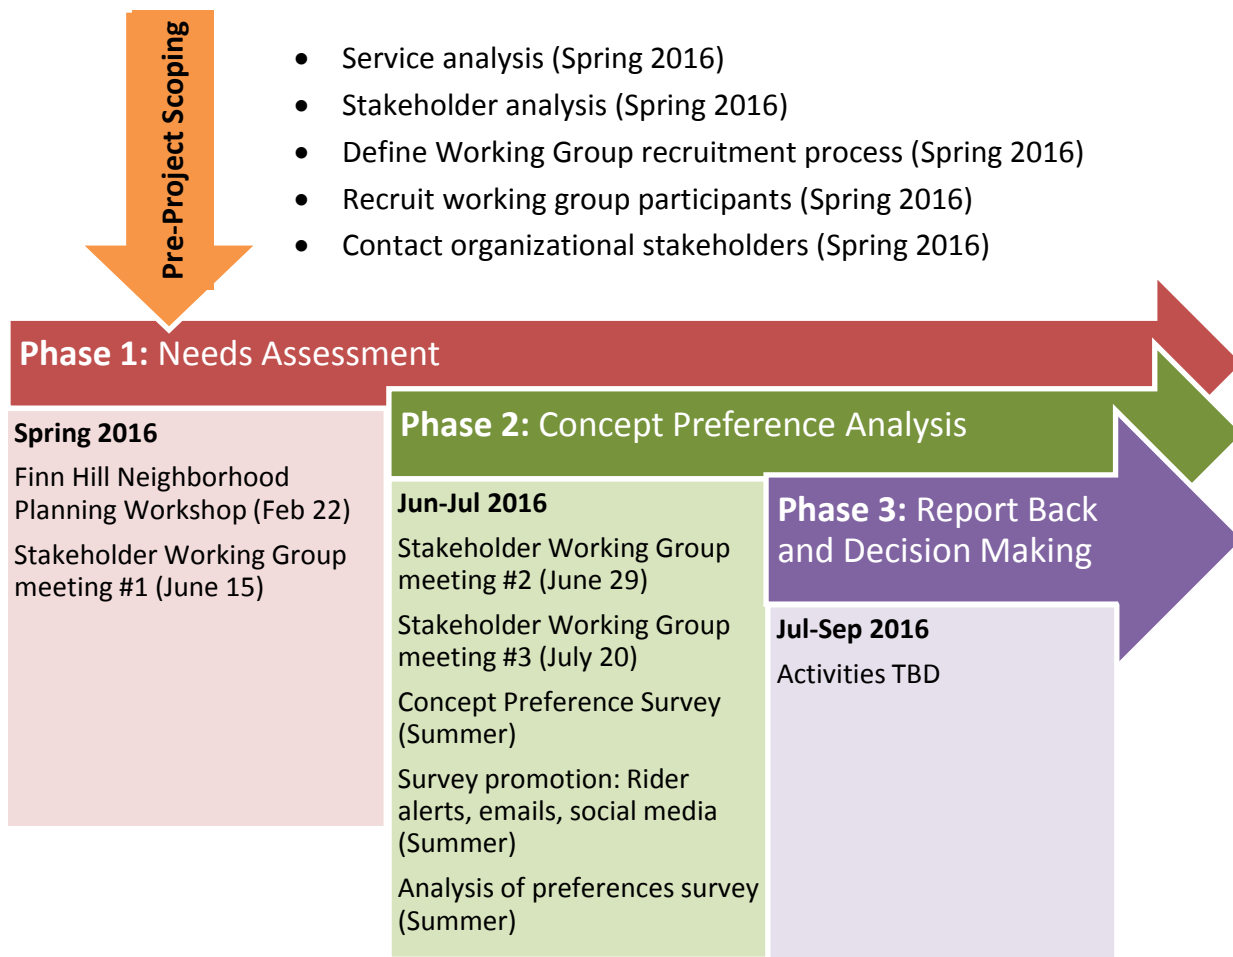 Pre-Project Scoping
• Service analysis (Spring 2016)
• Stakeholder analysis (Spring 2016)
• Define Working Group recruitment process (Spring 2016)
• Recruit working group participants (Spring 2016)
• Contact organizational stakeholders (Spring 2016)
Phase 1: Needs Assessment
Spring 2016
Finn Hill Neighborhood
Planning Workshop (Feb 22)
Stakeholder Working Group
meeting #1 (June 15)
Phase 2: Concept Preference Analysis
Jun-Jul 2016
Stakeholder Working Group
meeting #2 (June 29)
Stakeholder Working Group
meeting #3 (July 20)
Concept Preference Survey
(Summer)
Survey promotion: Rider
alerts, emails, social media
(Summer)
Analysis of preferences survey
(Summer)
Phase 3: Report Back
and Decision Making
Jul-Sep 2016
Activities TBD